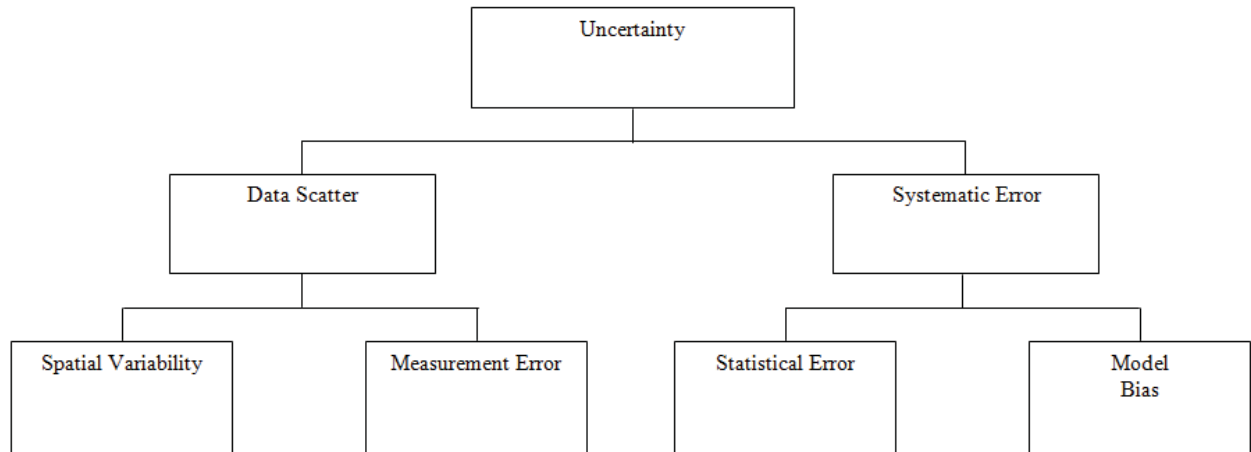 Uncertainty
Data Scatter
Systematic Error
Spatial Variability
Measurement Error
Statistical Error
Model
Bias